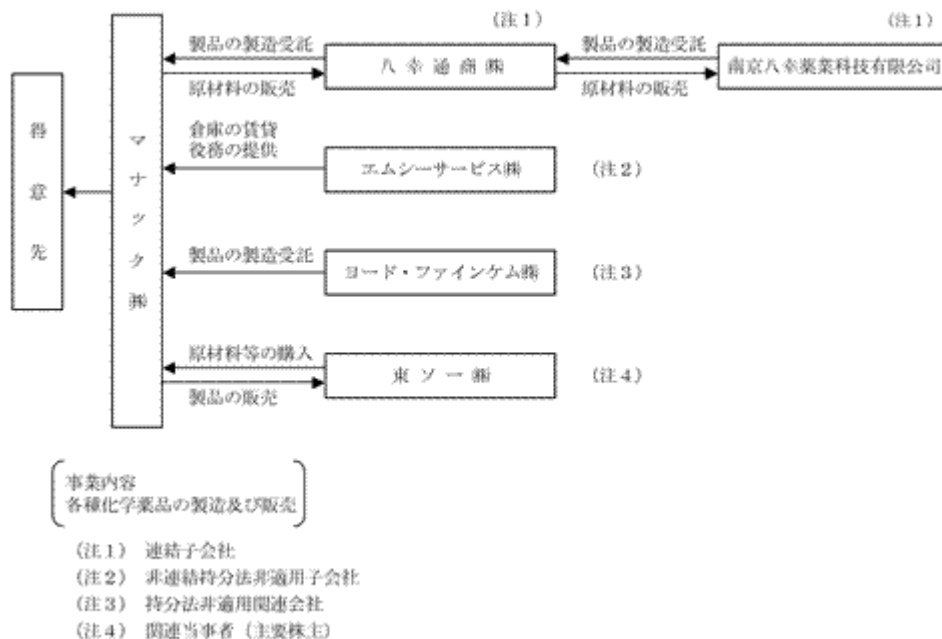 (注1)
(注1)
製品の製造受託
八幸通商㈱
製品の製造受託
南京八幸薬業科技有限公司
原材料の販売
原材料の販売
得意先
マナック㈱
倉庫の賃貸
役務の提供
エムシーサービス㈱
(注2)
製品の製造受託
ヨード・ファインケム㈱
(注3)
原材料等の購入
東ソー㈱
(注4)
製品の販売
事業内容
各種化学薬品の製造及び販売
(注1) 連結子会社
(注2) 非連結持分法非適用子会社
(注3) 持分法非適用関連会社
(注4) 関連当事者(主要株主)